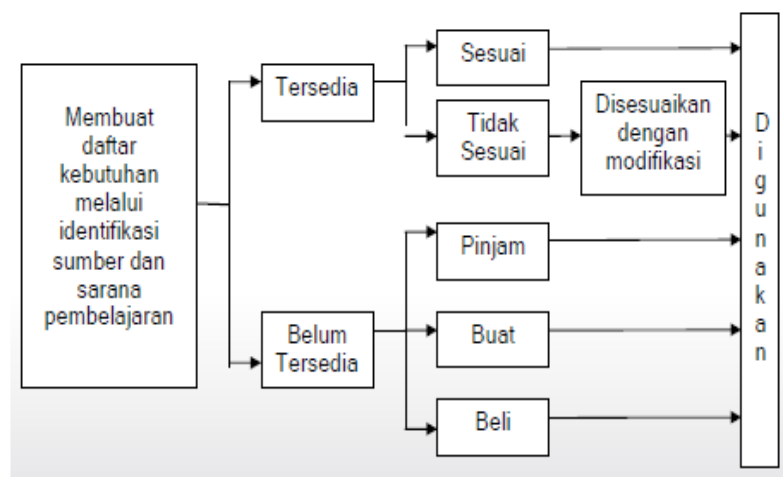 Membuat
daftar
kebutuhan
melalui
identifikasi
sumber dan
sarana
pembelajaran
Tersedia
Belum
Tersedia
Sesuai
Tidak
Sesuai
Disesuaikan
dengan
modifikasi
Pinjam
Buat
Beli
D
i
g
u
n
a
k
a
n